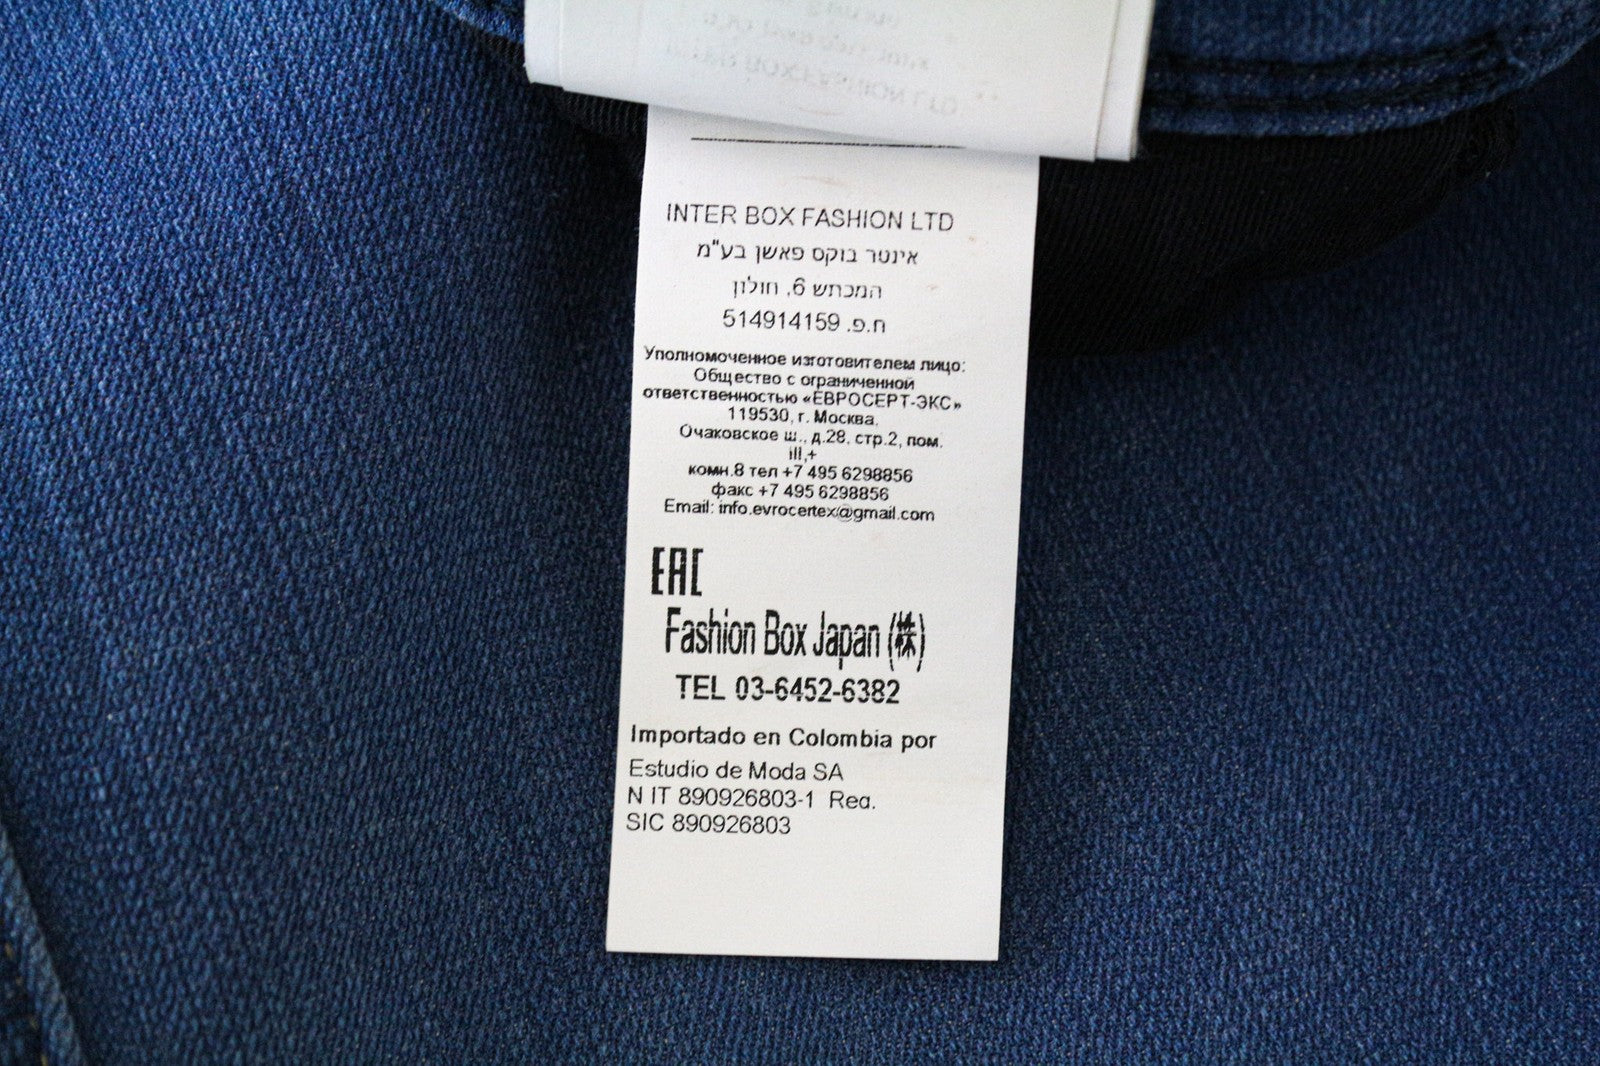 INTER BOX FASHION LTD
אינטר בוקס פאשן בע"מ
המכתש 6, חולון
ח.פ. 514914159
Уполномоченное изготовителем лицо:
Общество с ограниченной
ответственностью «ЕВРОСЕРТ-ЭКС»
119530, г. Москва.
Очаковское ш., д.28. стр.2, пом.
ill,+
комн.8 тел +7 495 6298856
факс +7 495 6298856
Email: info.evrocertex@gmail.com
EAC
Fashion Box Japan (株)
TEL 03-6452-6382
Importado en Colombia por
Estudio de Moda SA
N IT 890926803-1 Reg.
SIC 890926803